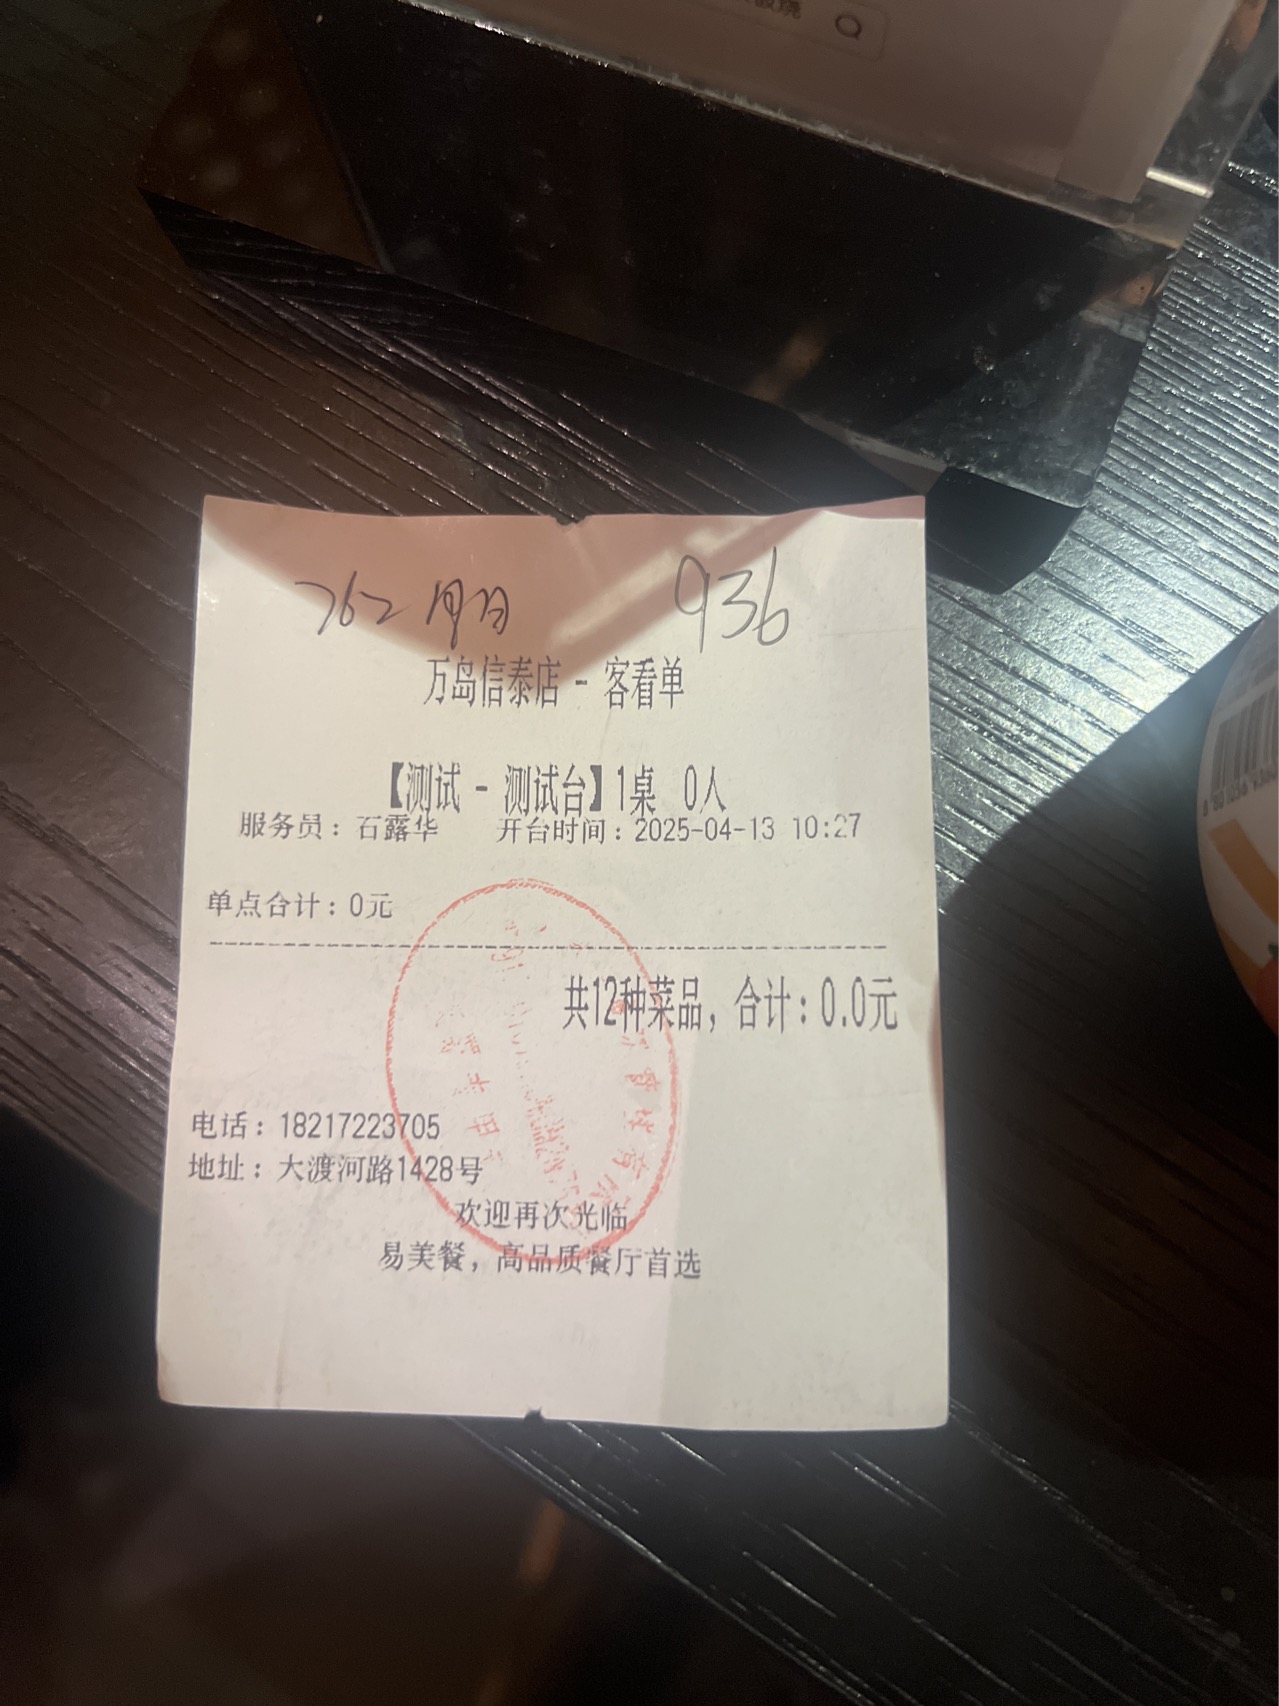 936
万岛信泰店 - 客看单
【测试 - 测试台】1桌 0人
服务员：石露华 开台时间：2025-04-13 10:27
单点合计：0元
共12种菜品，合计：0.0元
电话：18217223705
地址：大渡河路1428号
欢迎再次光临
易美餐，高品质餐厅首选